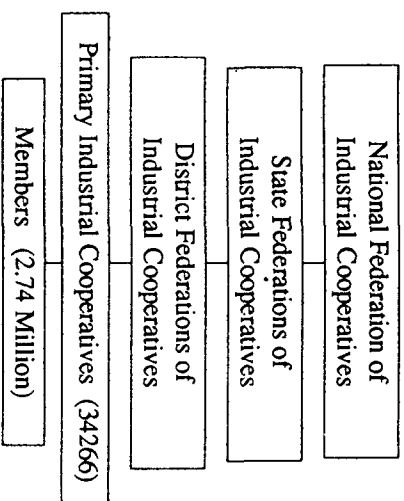 National Federation of
Industrial Cooperatives
State Federations of
Industrial Cooperatives
District Federations of
Industrial Cooperatives
Primary Industrial Cooperatives (34266)
Members (2.74 Million)